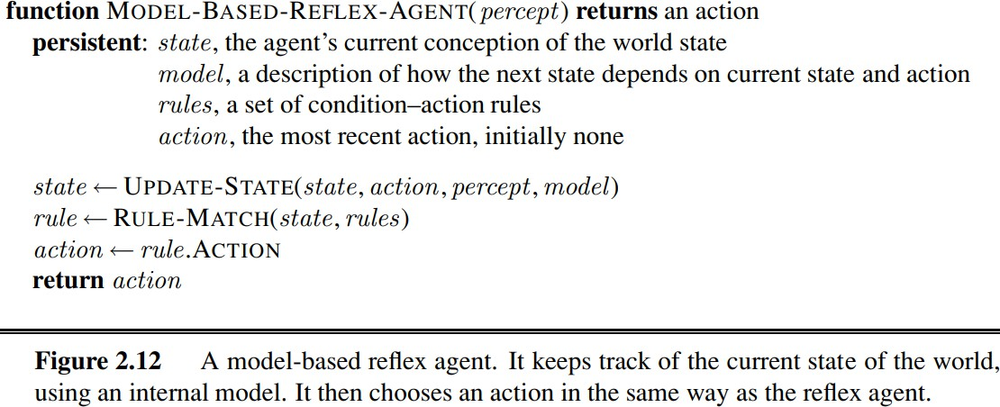 function MODEL-BASED-REFLEX-AGENT(percept) returns an action
persistent: state, the agent's current conception of the world state
model, a description of how the next state depends on current state and action
rules, a set of condition–action rules
action, the most recent action, initially none
state ← UPDATE-STATE(state, action, percept, model)
rule ← RULE-MATCH(state, rules)
action ← rule.ACTION
return action
Figure 2.12 A model-based reflex agent. It keeps track of the current state of the world,
using an internal model. It then chooses an action in the same way as the reflex agent.